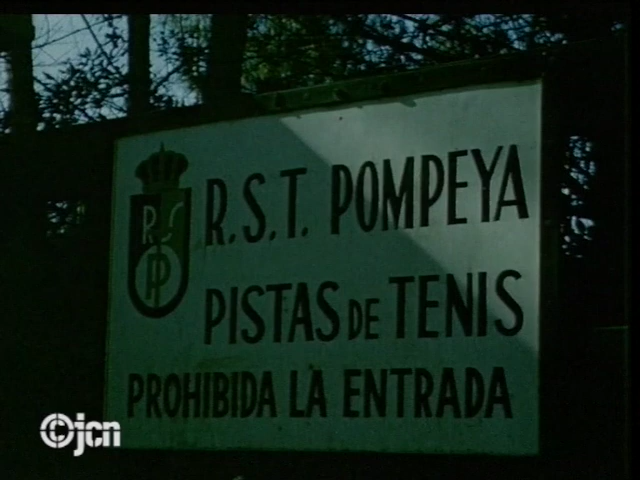 R.S.T. POMPEYA
PISTAS DE TENIS
PROHIBIDA LA ENTRADA
R S P
©jcn